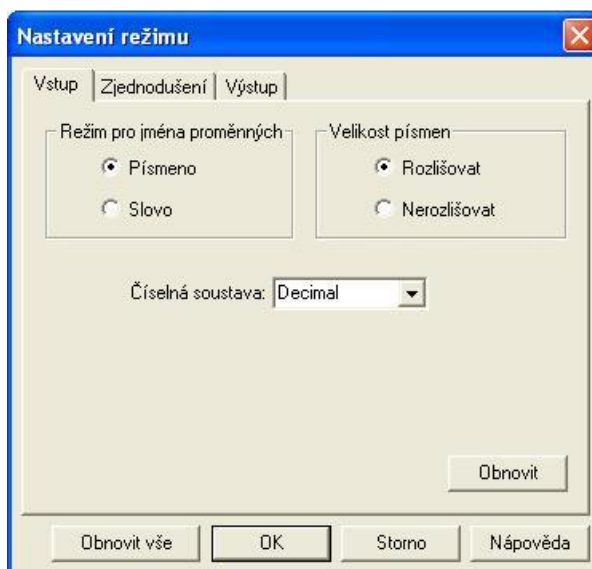 Nastavení režimu
Vstup Zjednodušení Výstup
Režim pro jména proměnných Velikost písmen
Písmeno Rozlišovat
Slovo Nerozlišovat
Číselná soustava: Decimal
Obnovit
Obnovit vše OK Storno Nápověda